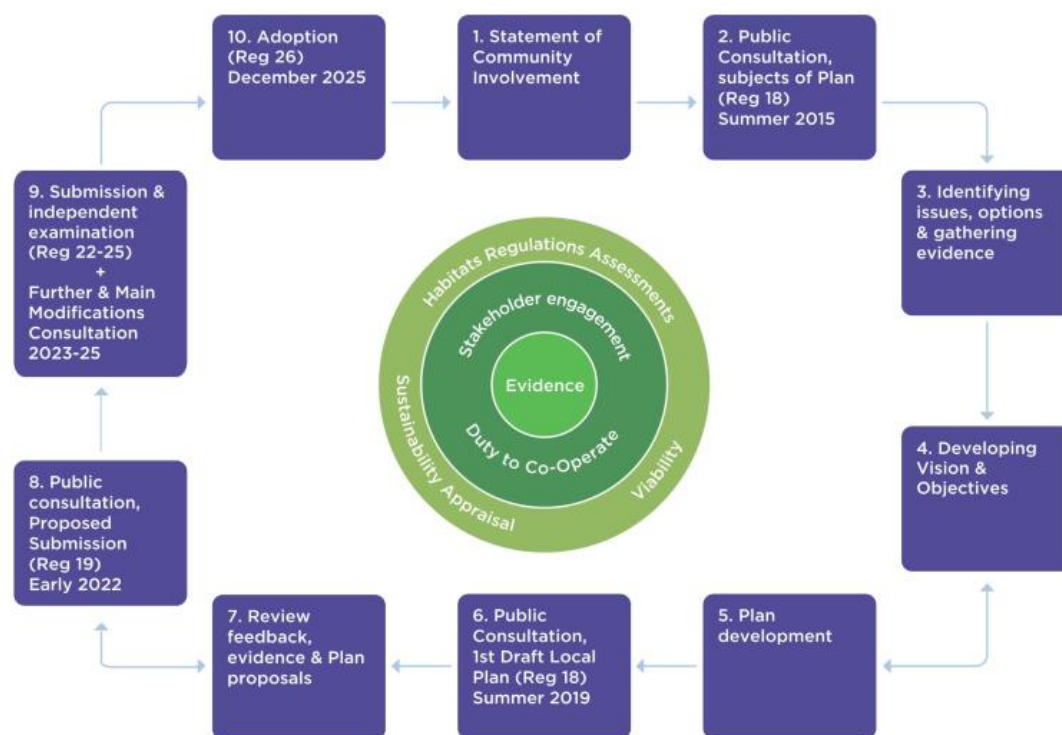 10. Adoption
(Reg 26)
December 2025
1. Statement of
Community
Involvement
2. Public
Consultation,
subjects of Plan
(Reg 18)
Summer 2015
3. Identifying
issues, options
& gathering
evidence
4. Developing
Vision &
Objectives
5. Plan
development
6. Public
Consultation,
1st Draft Local
Plan (Reg 18)
Summer 2019
7. Review
feedback,
evidence & Plan
proposals
8. Public
consultation,
Proposed
Submission
(Reg 19)
Early 2022
9. Submission &
independent
examination
(Reg 22-25)
+
Further & Main
Modifications
Consultation
2023-25
Habitats Regulations Assessments
Stakeholder engagement
Evidence
Duty to Co-Operate
Sustainability Appraisal
Viability